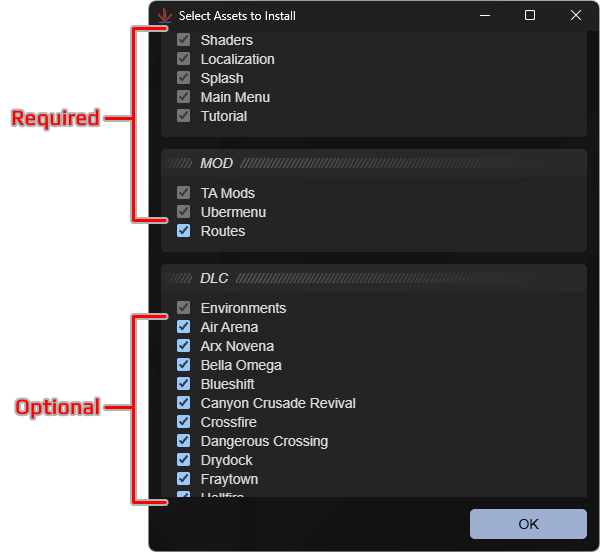 Select Assets to Install
Shaders
Localization
Splash
Main Menu
Required
Tutorial
MOD
TA Mods
Ubermenu
Routes
DLC
Environments
Air Arena
Arx Novena
Bella Omega
Blueshift
Canyon Crusade Revival
Optional
Crossfire
Dangerous Crossing
Drydock
Fraytown
Hellfire
OK